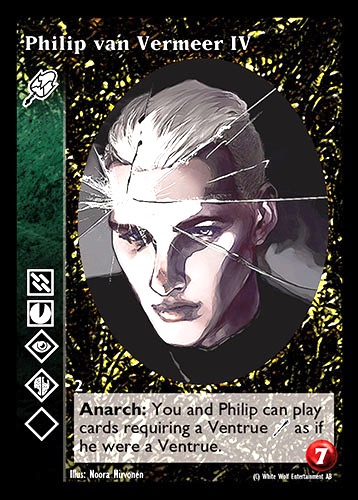 Philip van Vermeer IV
2
Anarch: You and Philip can play
cards requiring a Ventrue as if
he were a Ventrue.
7
Illus: Noora Hirvonen
(C) White Wolf Entertainment AB